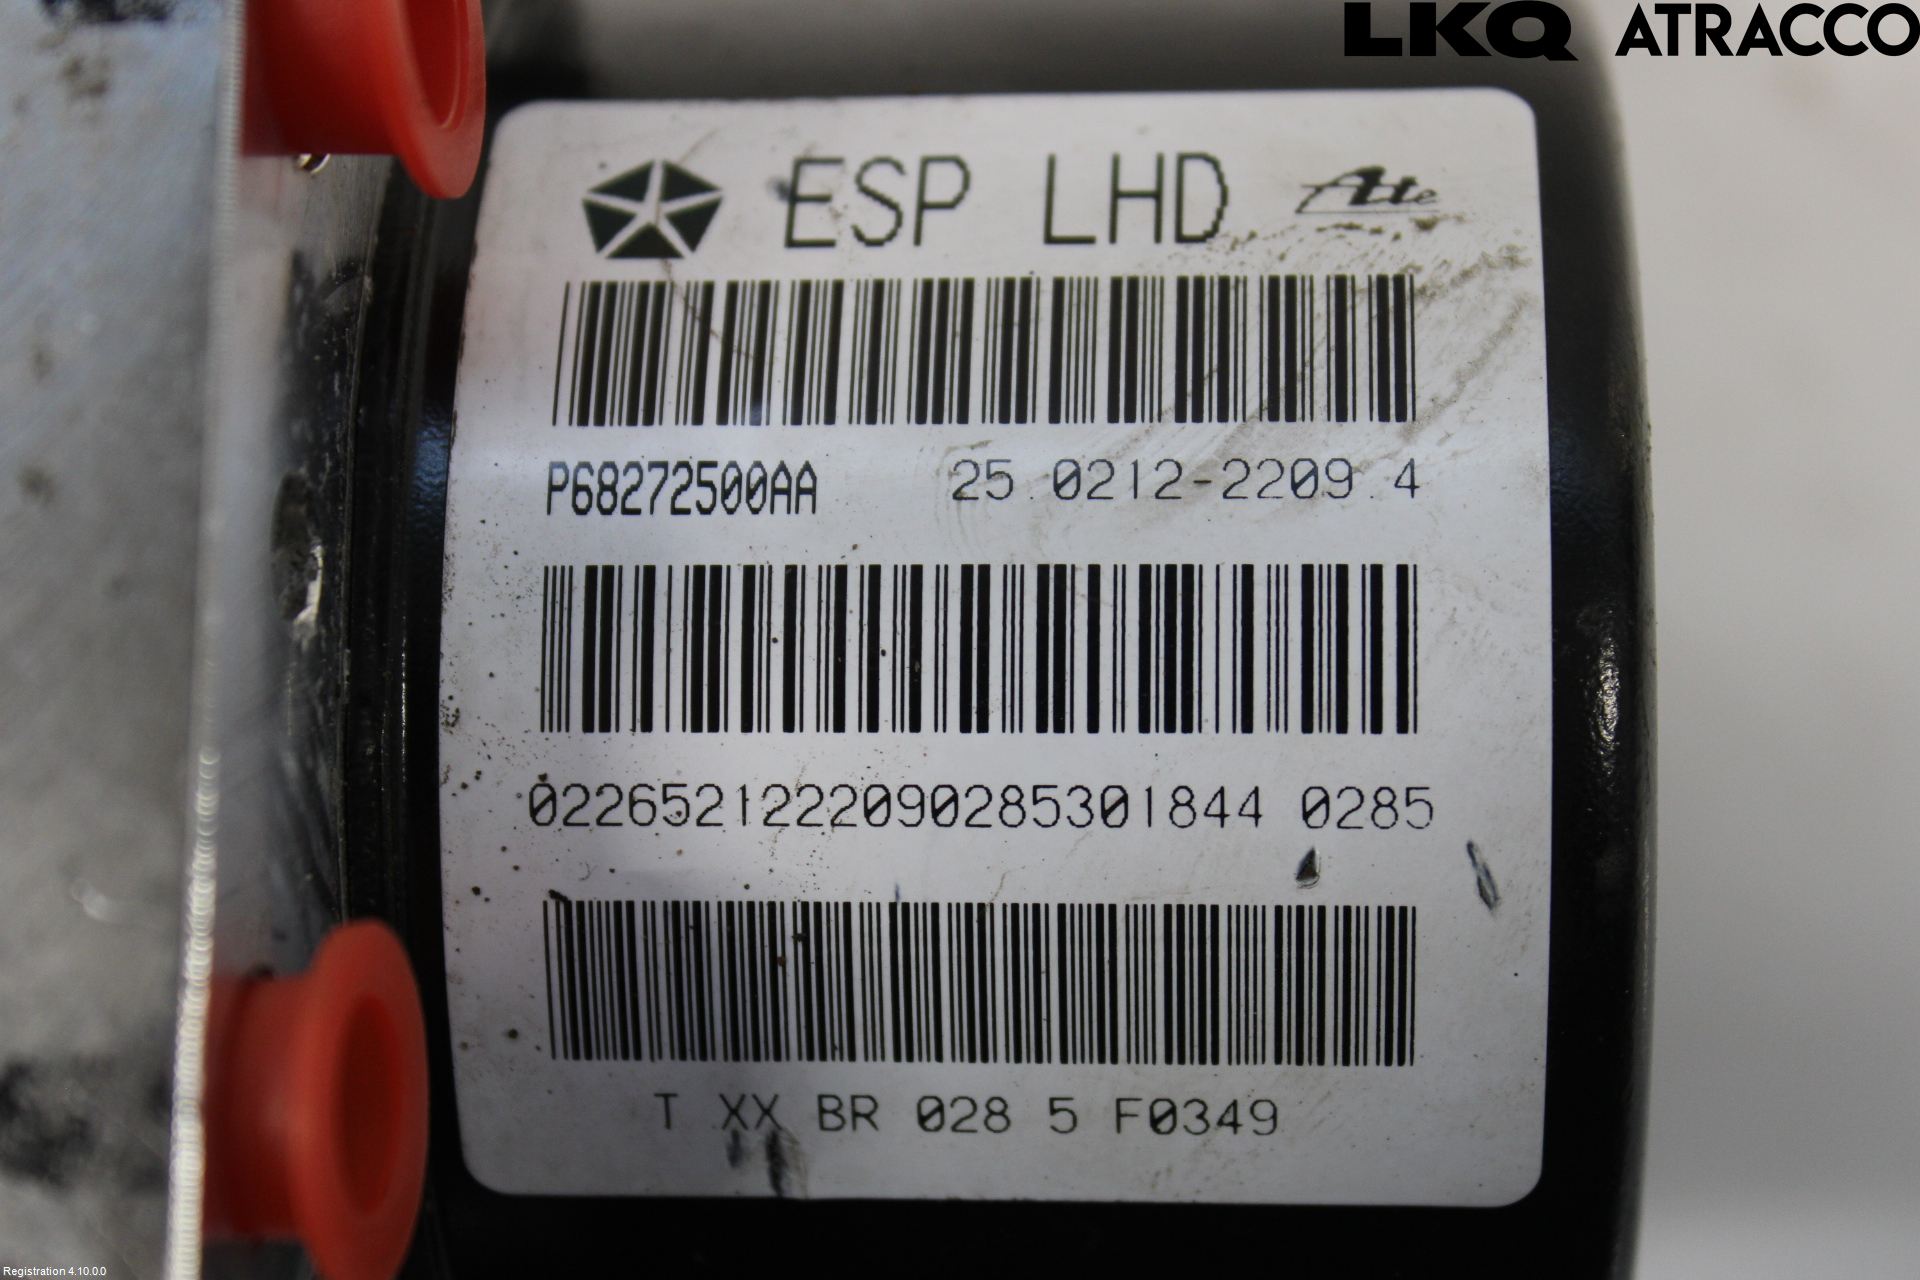 LKQ ATRACCO
ESP LHD Ate
P68272500AA 25.0212-2209.4
02265212220902853018440285
T XX BR 028 5 F0349
Registration 4.10.0.0